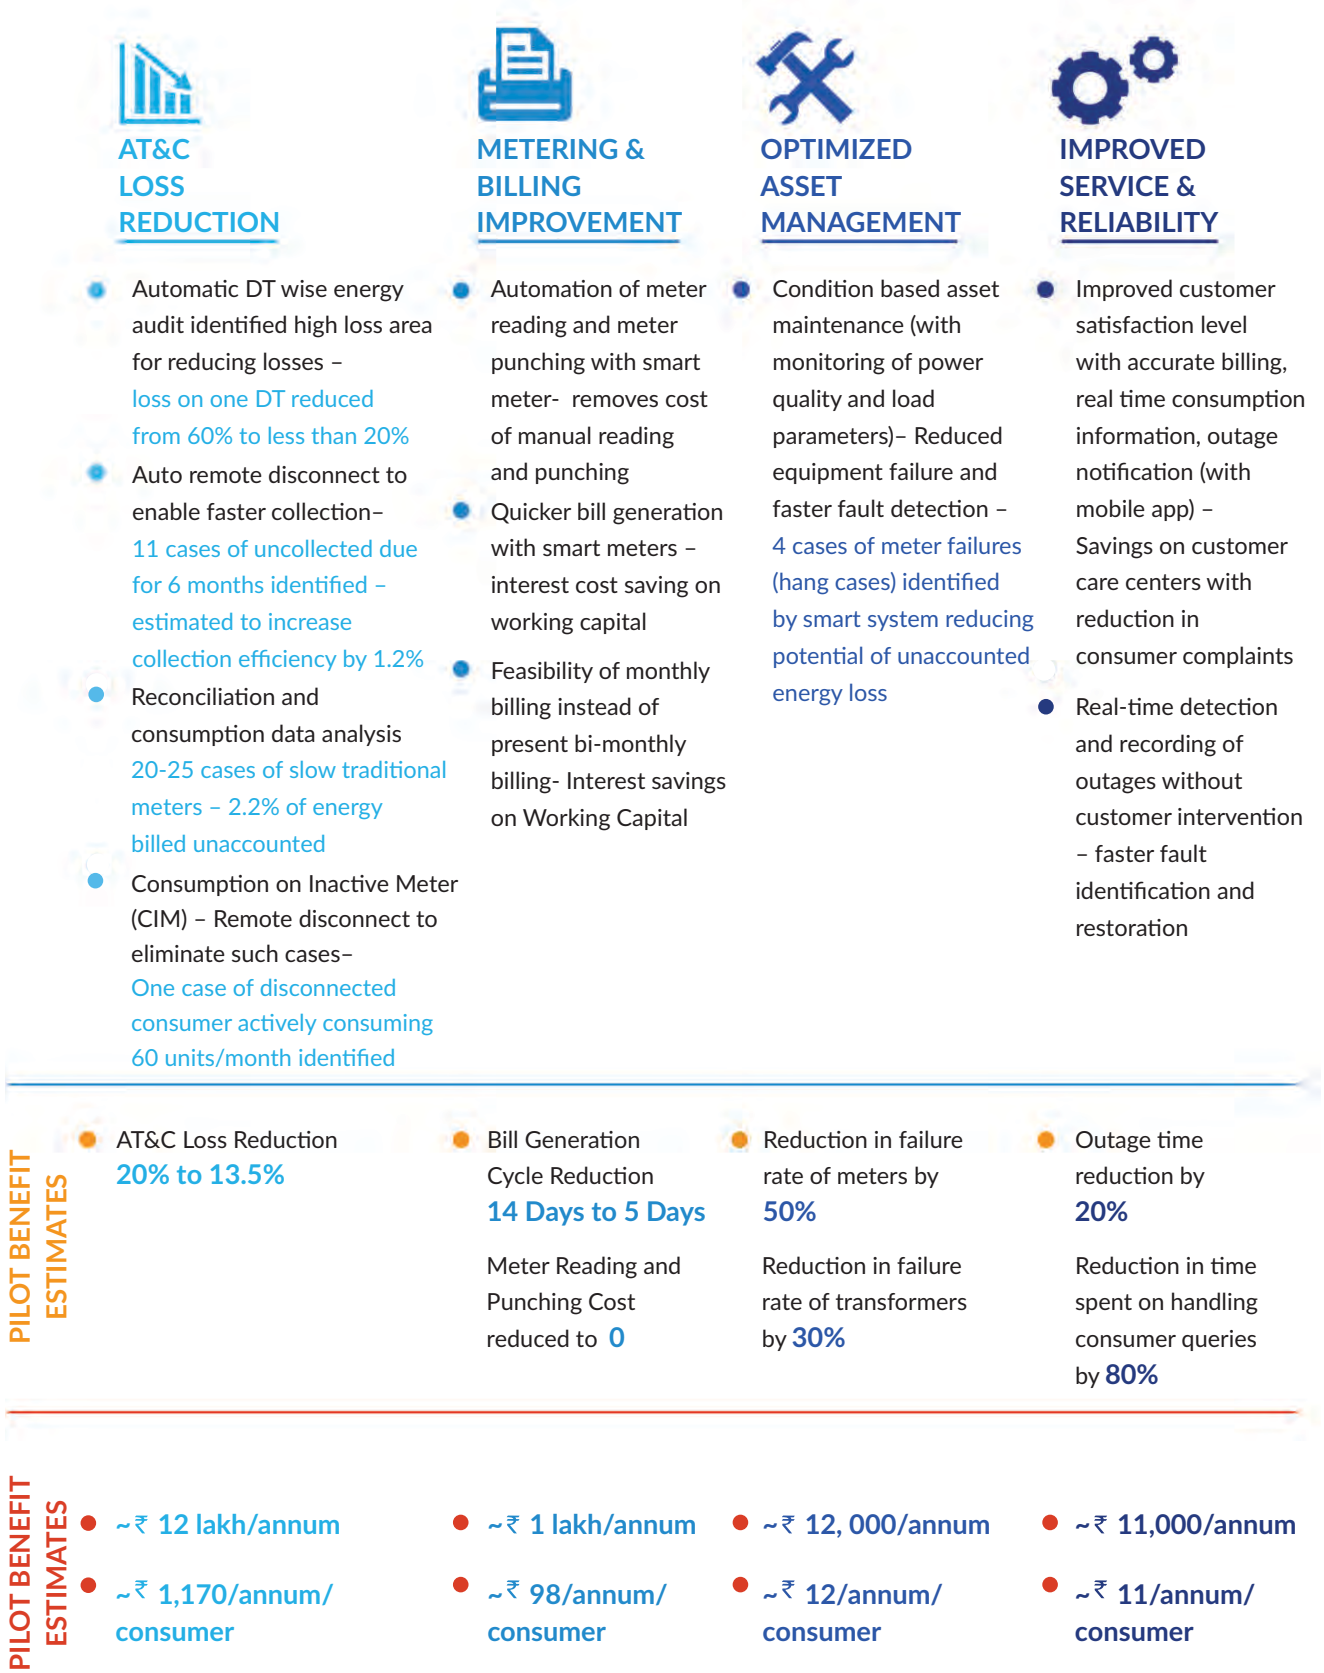 AT&C
LOSS
REDUCTION
Automatic DT wise energy
audit identified high loss area
for reducing losses –
loss on one DT reduced
from 60% to less than 20%
Auto remote disconnect to
enable faster collection–
11 cases of uncollected due
for 6 months identified –
estimated to increase
collection efficiency by 1.2%
Reconciliation and
consumption data analysis
20-25 cases of slow traditional
meters – 2.2% of energy
billed unaccounted
Consumption on Inactive Meter
(CIM) – Remote disconnect to
eliminate such cases–
One case of disconnected
consumer actively consuming
60 units/month identified
METERING &
BILLING
IMPROVEMENT
Automation of meter
reading and meter
punching with smart
meter- removes cost
of manual reading
and punching
Quicker bill generation
with smart meters –
interest cost saving on
working capital
Feasibility of monthly
billing instead of
present bi-monthly
billing- Interest savings
on Working Capital
OPTIMIZED
ASSET
MANAGEMENT
Condition based asset
maintenance (with
monitoring of power
quality and load
parameters)– Reduced
equipment failure and
faster fault detection –
4 cases of meter failures
(hang cases) identified
by smart system reducing
potential of unaccounted
energy loss
IMPROVED
SERVICE &
RELIABILITY
Improved customer
satisfaction level
with accurate billing,
real time consumption
information, outage
notification (with
mobile app) –
Savings on customer
care centers with
reduction in
consumer complaints
Real-time detection
and recording of
outages without
customer intervention
– faster fault
identification and
restoration
PILOT BENEFIT
ESTIMATES
AT&C Loss Reduction
20% to 13.5%
Bill Generation
Cycle Reduction
14 Days to 5 Days
Meter Reading and
Punching Cost
reduced to 0
Reduction in failure
rate of meters by
50%
Reduction in failure
rate of transformers
by 30%
Outage time
reduction by
20%
Reduction in time
spent on handling
consumer queries
by 80%
PILOT BENEFIT
ESTIMATES
~₹ 12 lakh/annum
~₹ 1,170/annum/
consumer
~₹ 1 lakh/annum
~₹ 98/annum/
consumer
~₹ 12, 000/annum
~₹ 12/annum/
consumer
~₹ 11,000/annum
~₹ 11/annum/
consumer